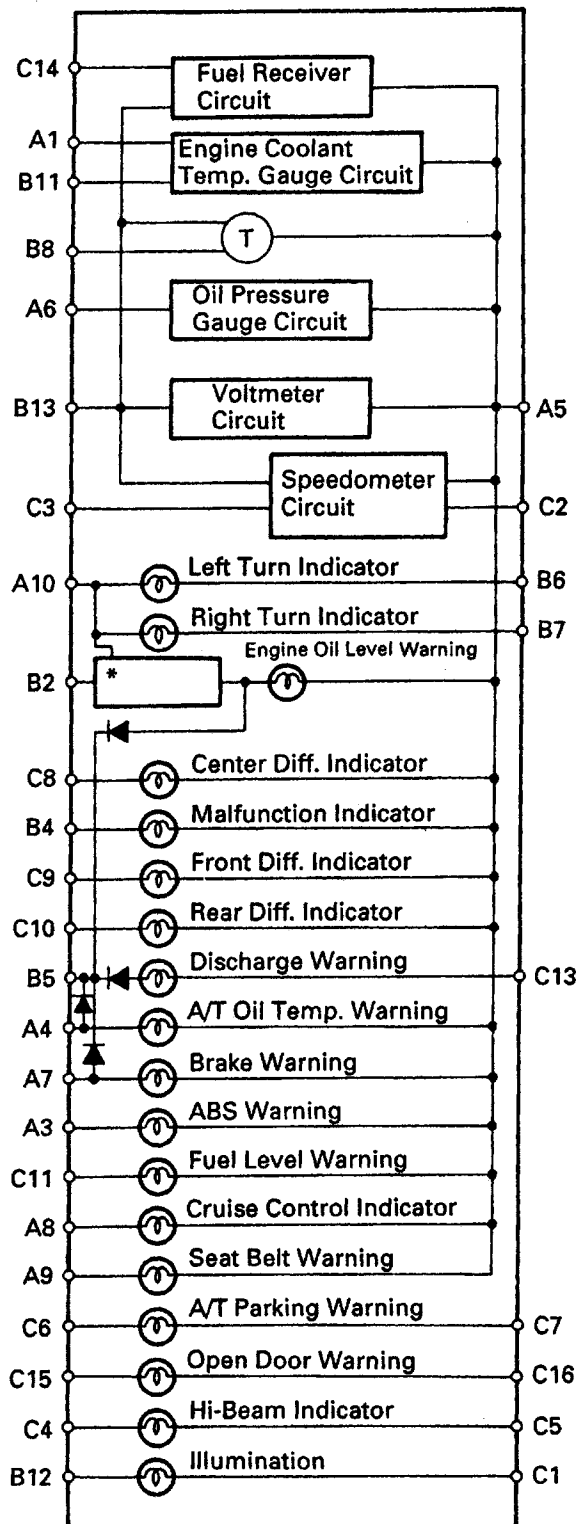 C14
Fuel Receiver
Circuit
A1
Engine Coolant
Temp. Gauge Circuit
B11
T
B8
Oil Pressure
Gauge Circuit
A6
Voltmeter
Circuit
B13
A5
Speedometer
Circuit
C3
C2
Left Turn Indicator
A10
B6
Right Turn Indicator
B7
Engine Oil Level Warning
*
B2
Center Diff. Indicator
C8
Malfunction Indicator
B4
Front Diff. Indicator
C9
Rear Diff. Indicator
C10
Discharge Warning
B5
C13
A/T Oil Temp. Warning
A4
Brake Warning
A7
ABS Warning
A3
Fuel Level Warning
C11
Cruise Control Indicator
A8
Seat Belt Warning
A9
A/T Parking Warning
C6
C7
Open Door Warning
C15
C16
Hi-Beam Indicator
C4
C5
Illumination
B12
C1